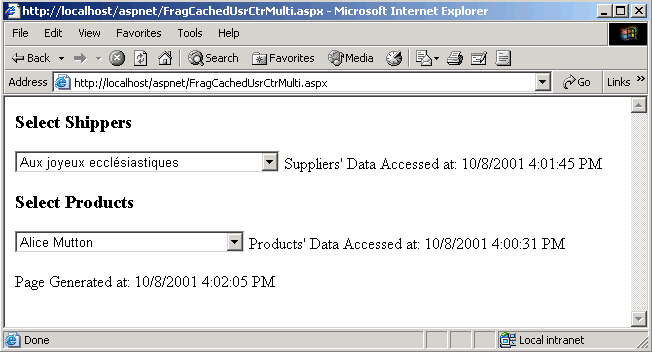 http://localhost/aspnet/FragCachedUsrCtrMulti.aspx - Microsoft Internet Explorer
File Edit View Favorites Tools Help
Back Search Favorites Media
Address http://localhost/aspnet/FragCachedUsrCtrMulti.aspx Go Links »
Select Shippers
Aux joyeux ecclésiastiques Suppliers' Data Accessed at: 10/8/2001 4:01:45 PM
Select Products
Alice Mutton Products' Data Accessed at: 10/8/2001 4:00:31 PM
Page Generated at: 10/8/2001 4:02:05 PM
Done Local intranet